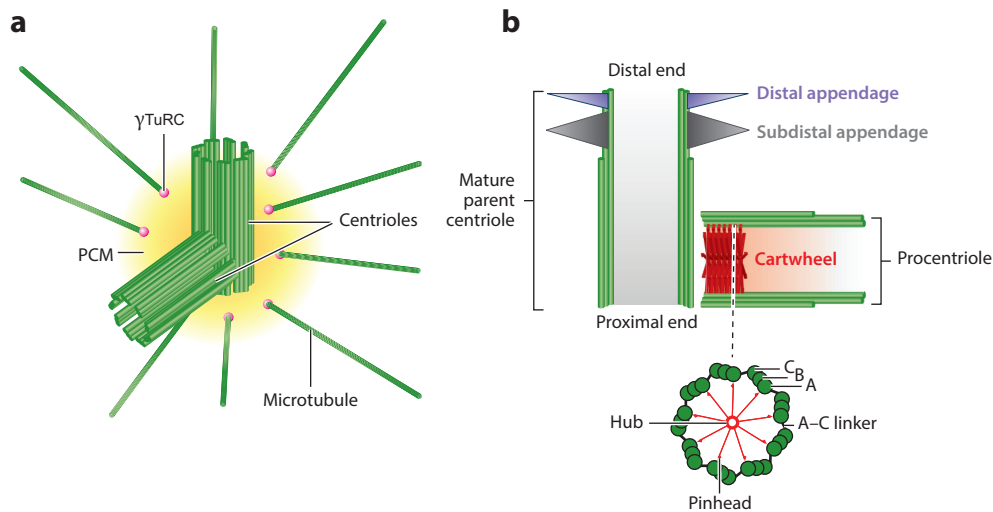 a
γTuRC
Centrioles
PCM
Microtubule
b
Distal end
Distal appendage
Subdistal appendage
Mature
parent
centriole
Cartwheel
Procentriole
Proximal end
C
B
A
Hub
A–C linker
Pinhead